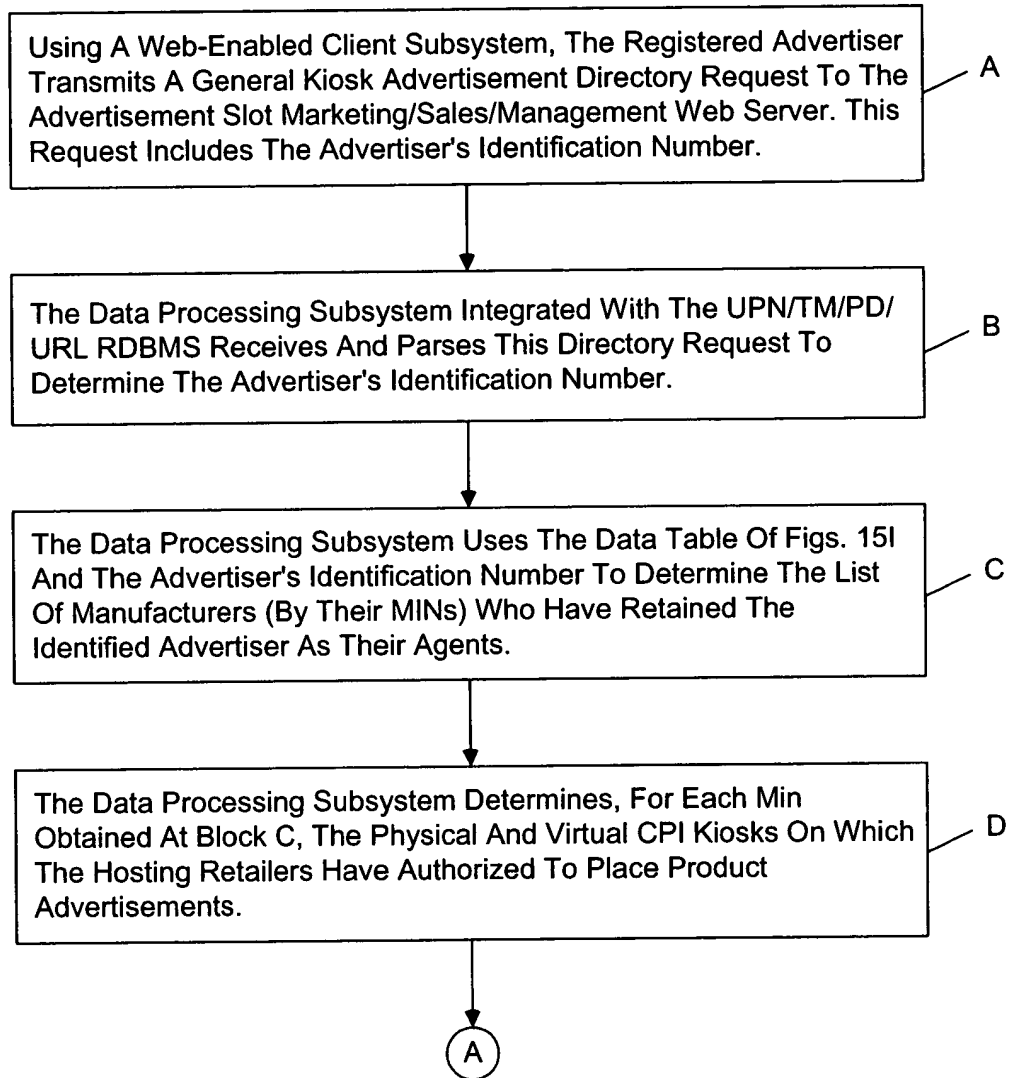 Using A Web-Enabled Client Subsystem, The Registered Advertiser
Transmits A General Kiosk Advertisement Directory Request To The
Advertisement Slot Marketing/Sales/Management Web Server. This
Request Includes The Advertiser's Identification Number.
A
The Data Processing Subsystem Integrated With The UPN/TM/PD/
URL RDBMS Receives And Parses This Directory Request To
Determine The Advertiser's Identification Number.
B
The Data Processing Subsystem Uses The Data Table Of Figs. 15I
And The Advertiser's Identification Number To Determine The List
Of Manufacturers (By Their MINs) Who Have Retained The
Identified Advertiser As Their Agents.
C
The Data Processing Subsystem Determines, For Each Min
Obtained At Block C, The Physical And Virtual CPI Kiosks On Which
The Hosting Retailers Have Authorized To Place Product
Advertisements.
D
A